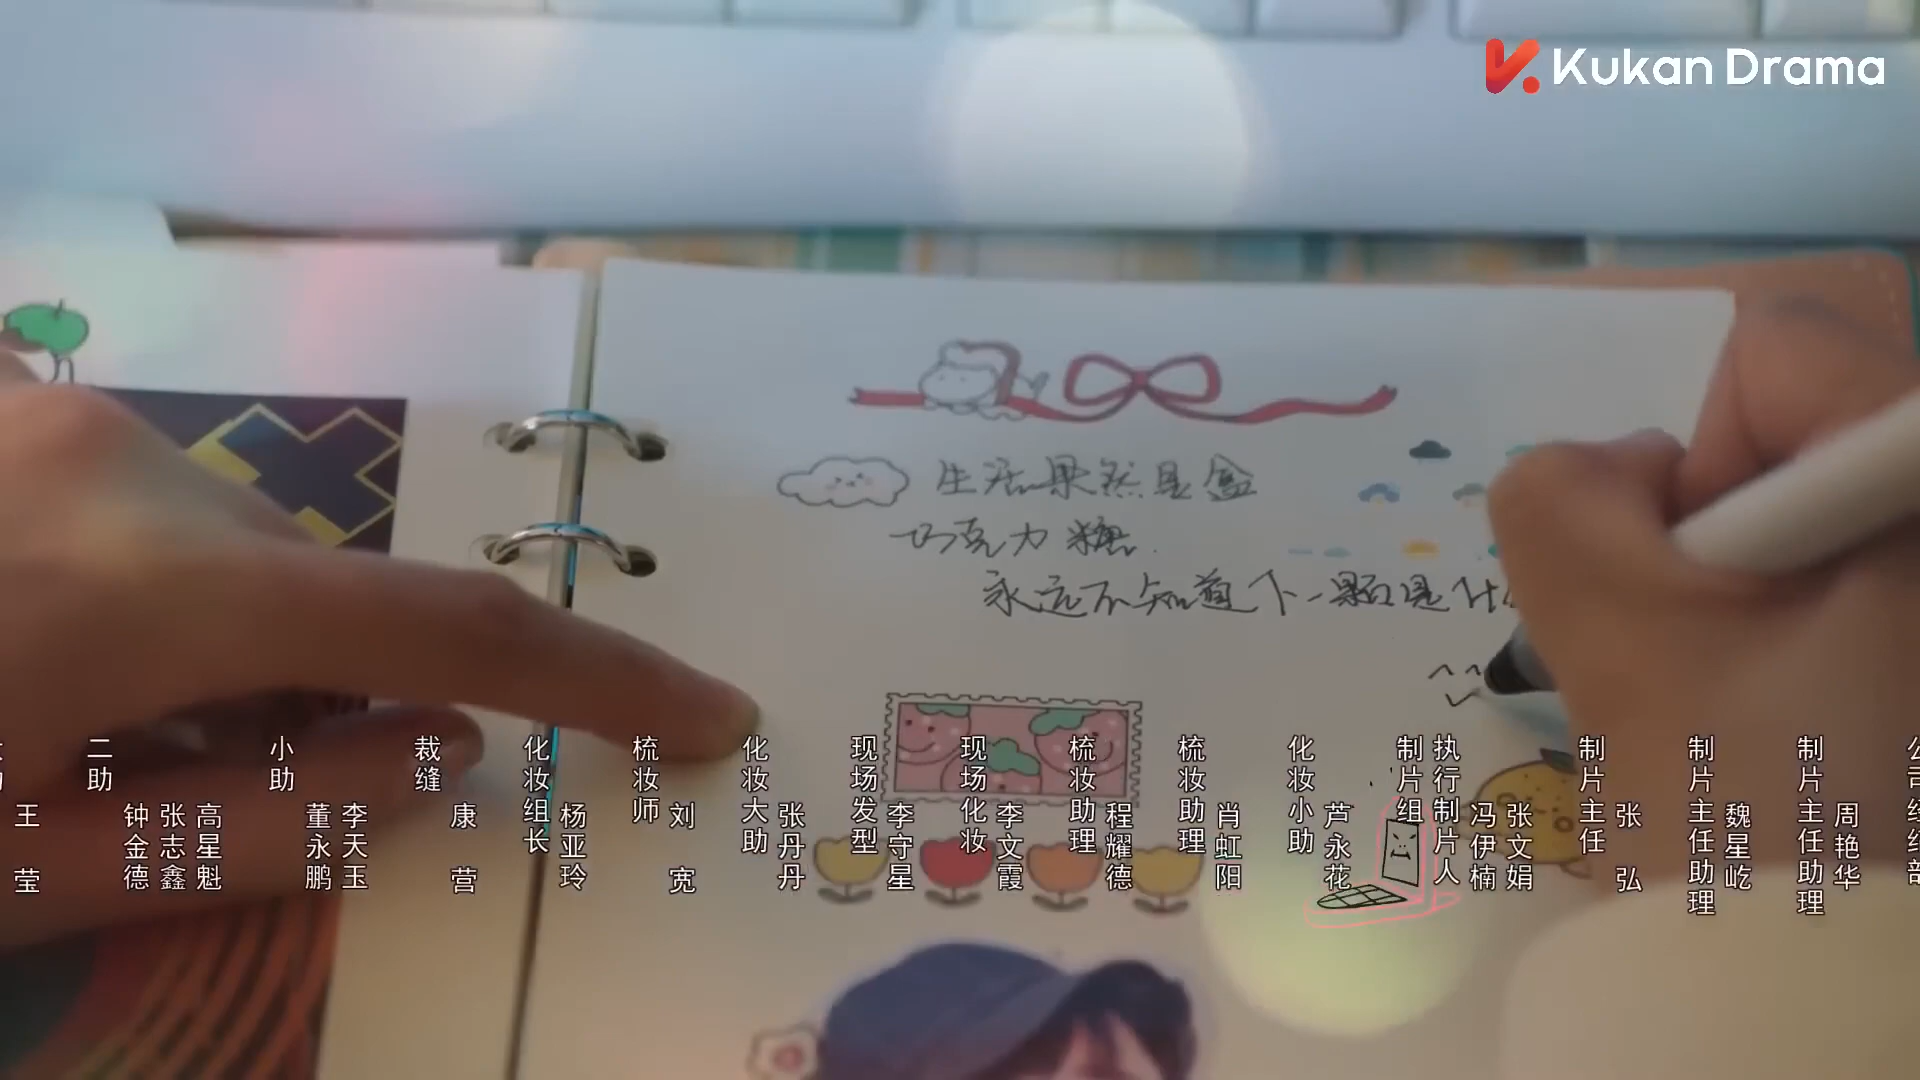 Kukan Drama
生活果然是盒
巧克力糖.
永远不知道下一颗是什
王莹
二助
钟金德
张志鑫
高星魁
小助
董永鹏
李天玉
裁缝
康营
化妆组长
杨亚玲
梳妆师
刘宽
化妆大助
张丹丹
现场发型
李守星
现场化妆
李文霞
梳妆助理
程耀德
梳妆助理
肖虹阳
化妆小助
芦永花
制片组
执行制片人
冯伊楠
张文娟
制片主任
张弘
制片主任助理
魏星屹
制片主任助理
周艳华